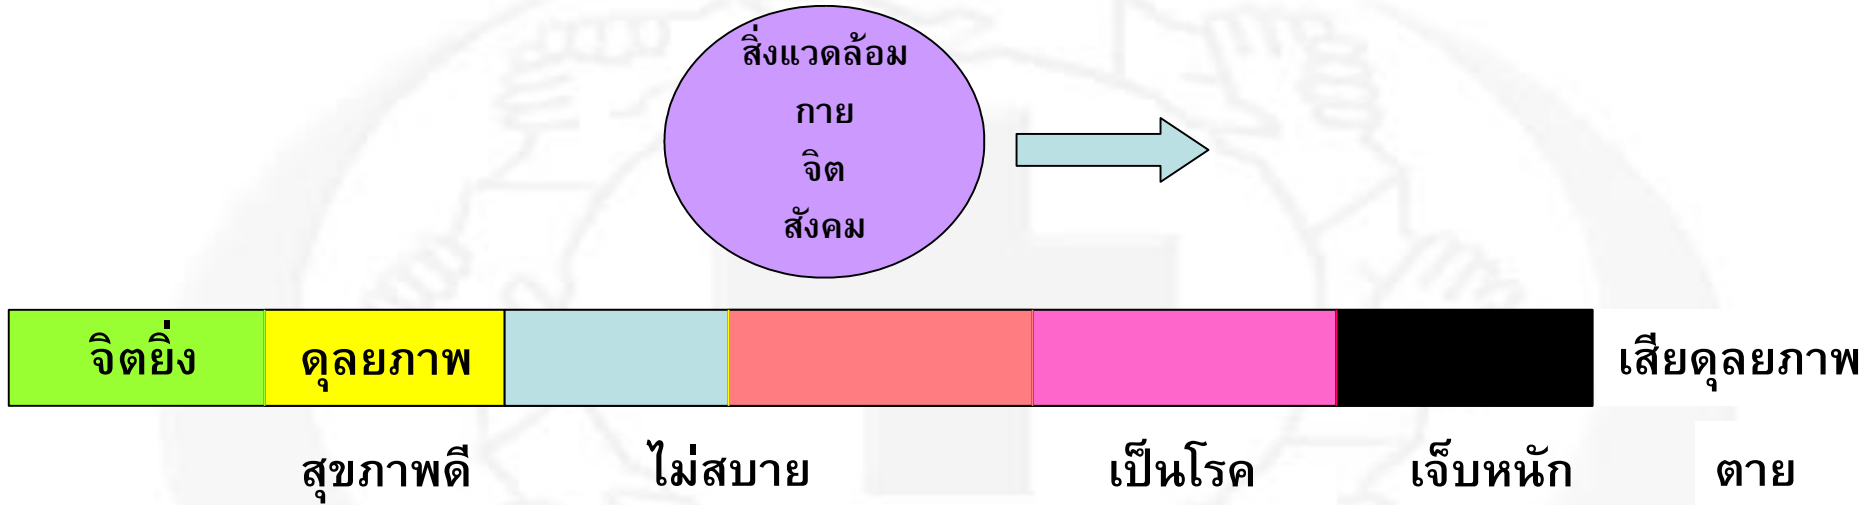 สิ่งแวดล้อม
กาย
จิต
สังคม
จิตยิ่ง ดุลยภาพ เสียดุลยภาพ
สุขภาพดี ไม่สบาย เป็นโรค เจ็บหนัก ตาย